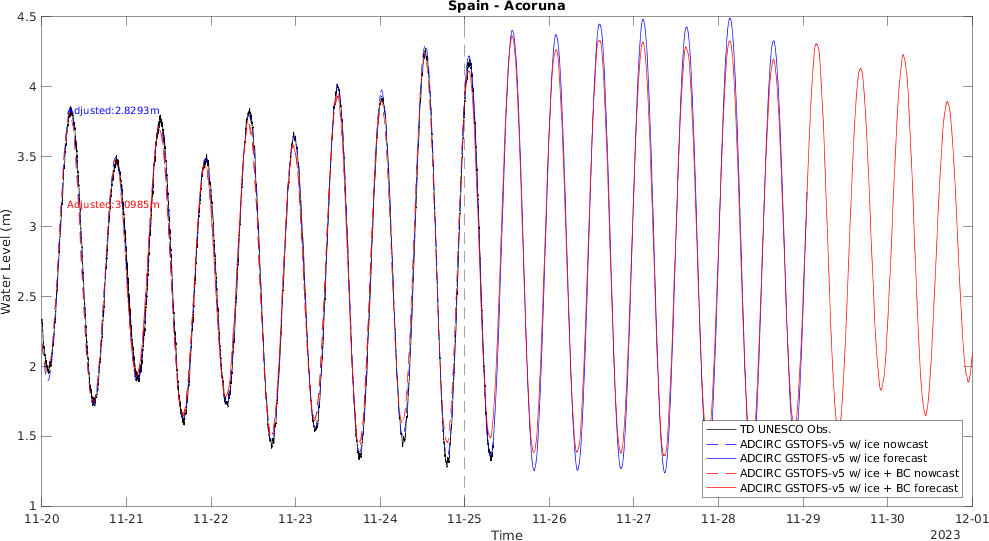 Spain - Acoruna
4.5
4
3.5
3
2.5
2
1.5
1
Water Level (m)
Adjusted:2.8293m
Adjusted:3.0985m
TD UNESCO Obs.
ADCIRC GSTOFS-v5 w/ ice nowcast
ADCIRC GSTOFS-v5 w/ ice forecast
ADCIRC GSTOFS-v5 w/ ice + BC nowcast
ADCIRC GSTOFS-v5 w/ ice + BC forecast
11-20 11-21 11-22 11-23 11-24 11-25 11-26 11-27 11-28 11-29 11-30 12-01
Time
2023